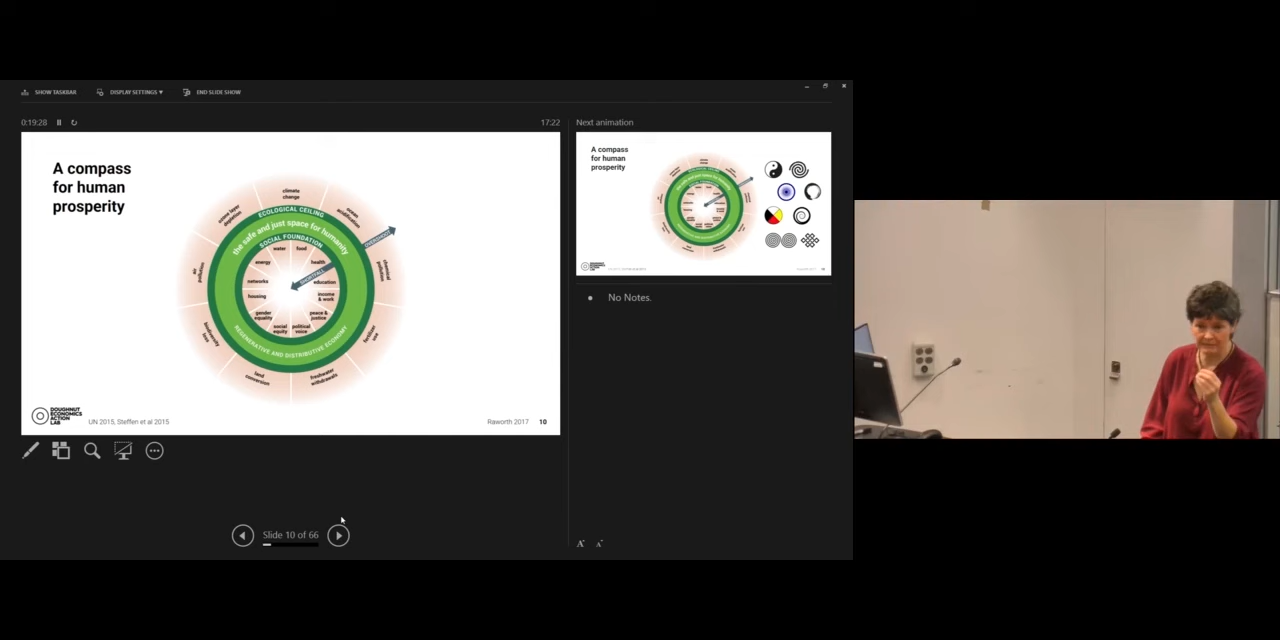 SHOW TASKBAR
DISPLAY SETTINGS ▾
END SLIDE SHOW
0:19:28
17:22
A compass
for human
prosperity
climate
change
ocean
acidification
chemical
pollution
fertilizer
use
freshwater
withdrawals
land
conversion
biodiversity
loss
air
pollution
ozone layer
depletion
ECOLOGICAL CEILING
the safe and just space for humanity
SOCIAL FOUNDATION
OVERSHOOT
SHORTFALL
water
food
health
education
income
& work
peace &
justice
political
voice
social
equity
gender
equality
housing
networks
energy
REGENERATIVE AND DISTRIBUTIVE ECONOMY
DOUGHNUT
ECONOMICS
ACTION
LAB
UN 2015, Steffen et al 2015
Raworth 2017
10
Slide 10 of 66
Next animation
A compass
for human
prosperity
• No Notes.
A
A